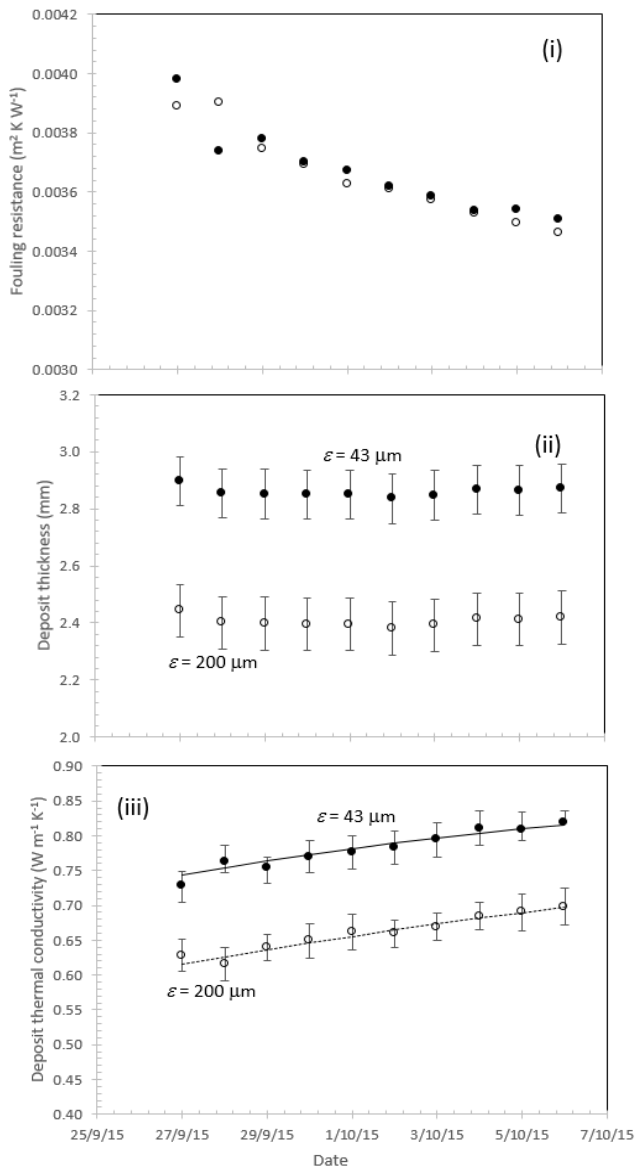 (i)
Fouling resistance (m² K W⁻¹)
0.0042
0.0040
0.0038
0.0036
0.0034
0.0032
0.0030
(ii)
Deposit thickness (mm)
3.2
3.0
2.8
2.6
2.4
2.2
2.0
ε = 43 μm
ε = 200 μm
(iii)
Deposit thermal conductivity (W m⁻¹ K⁻¹)
0.90
0.85
0.80
0.75
0.70
0.65
0.60
0.55
0.50
0.45
0.40
ε = 43 μm
ε = 200 μm
25/9/15 27/9/15 29/9/15 1/10/15 3/10/15 5/10/15 7/10/15
Date